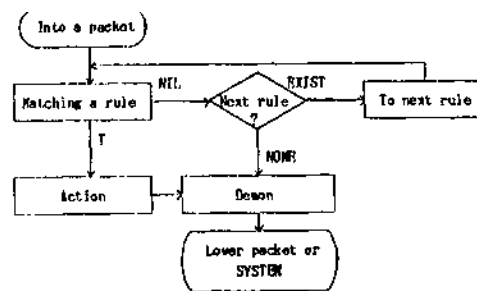 Into a packet
Matching a rule
NIL
Next rule
?
EXIST
To next rule
T
NONE
Action
Demon
Lower packet or
SYSTEM